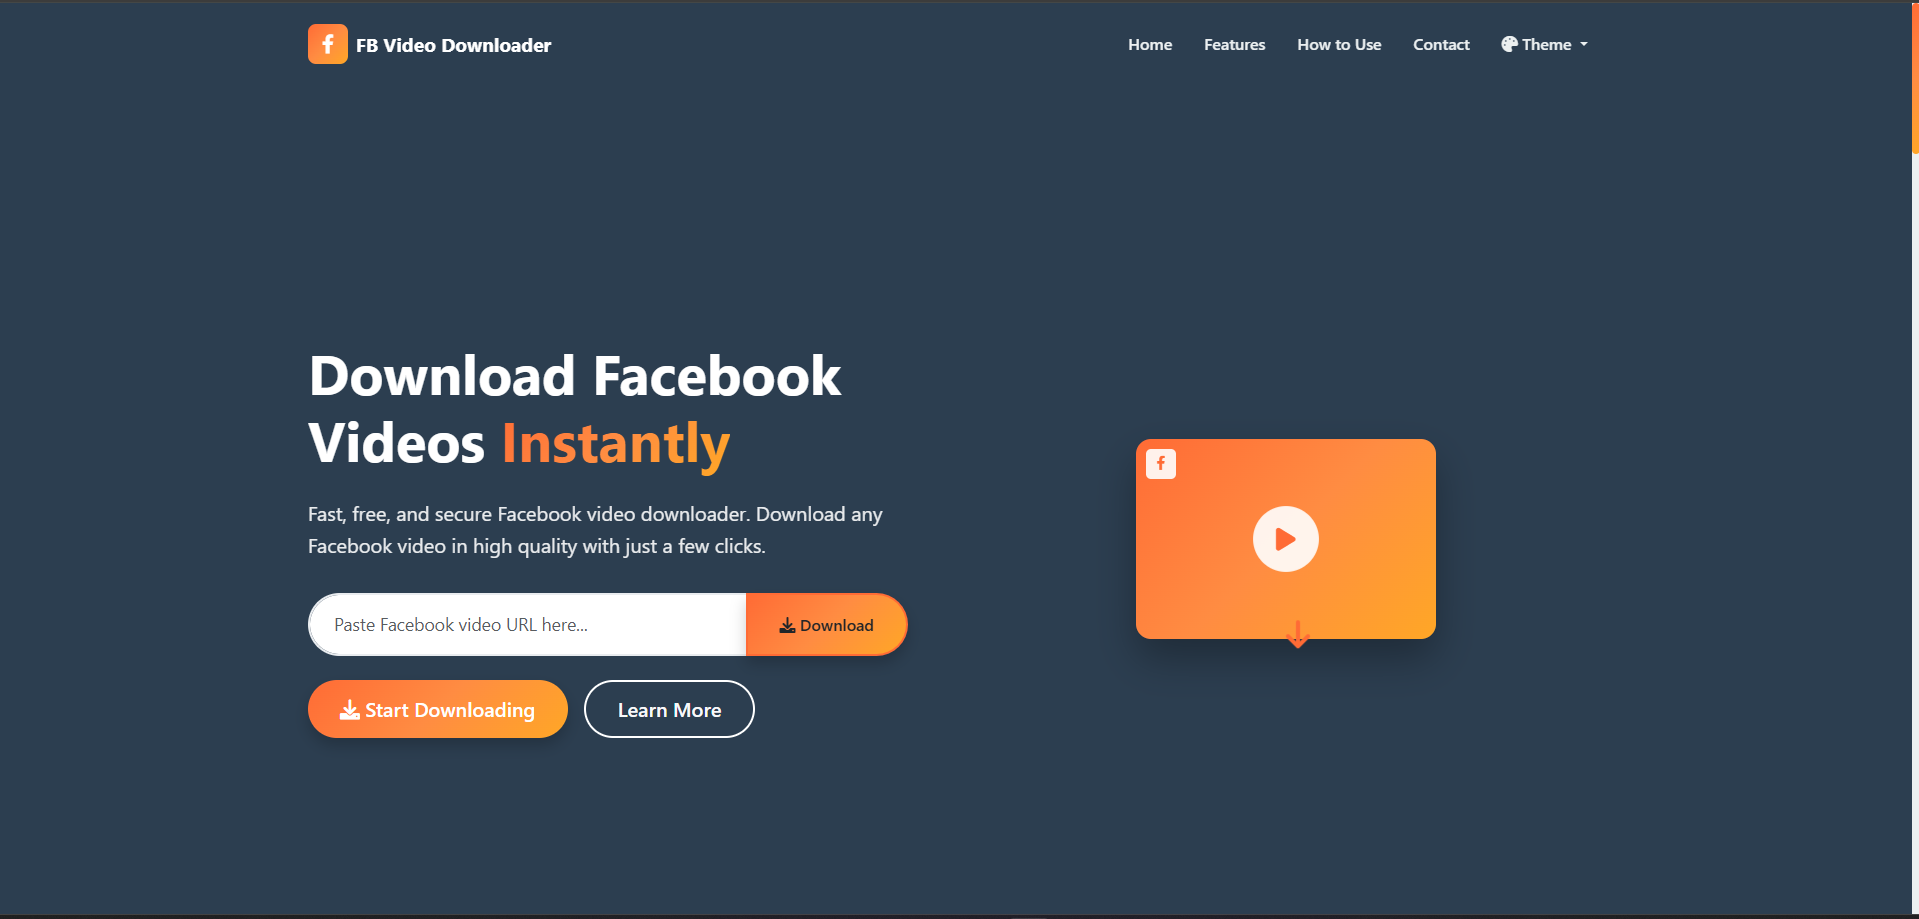 FB Video Downloader
Home Features How to Use Contact Theme
Download Facebook
Videos Instantly
Fast, free, and secure Facebook video downloader. Download any
Facebook video in high quality with just a few clicks.
Paste Facebook video URL here... Download
Start Downloading Learn More